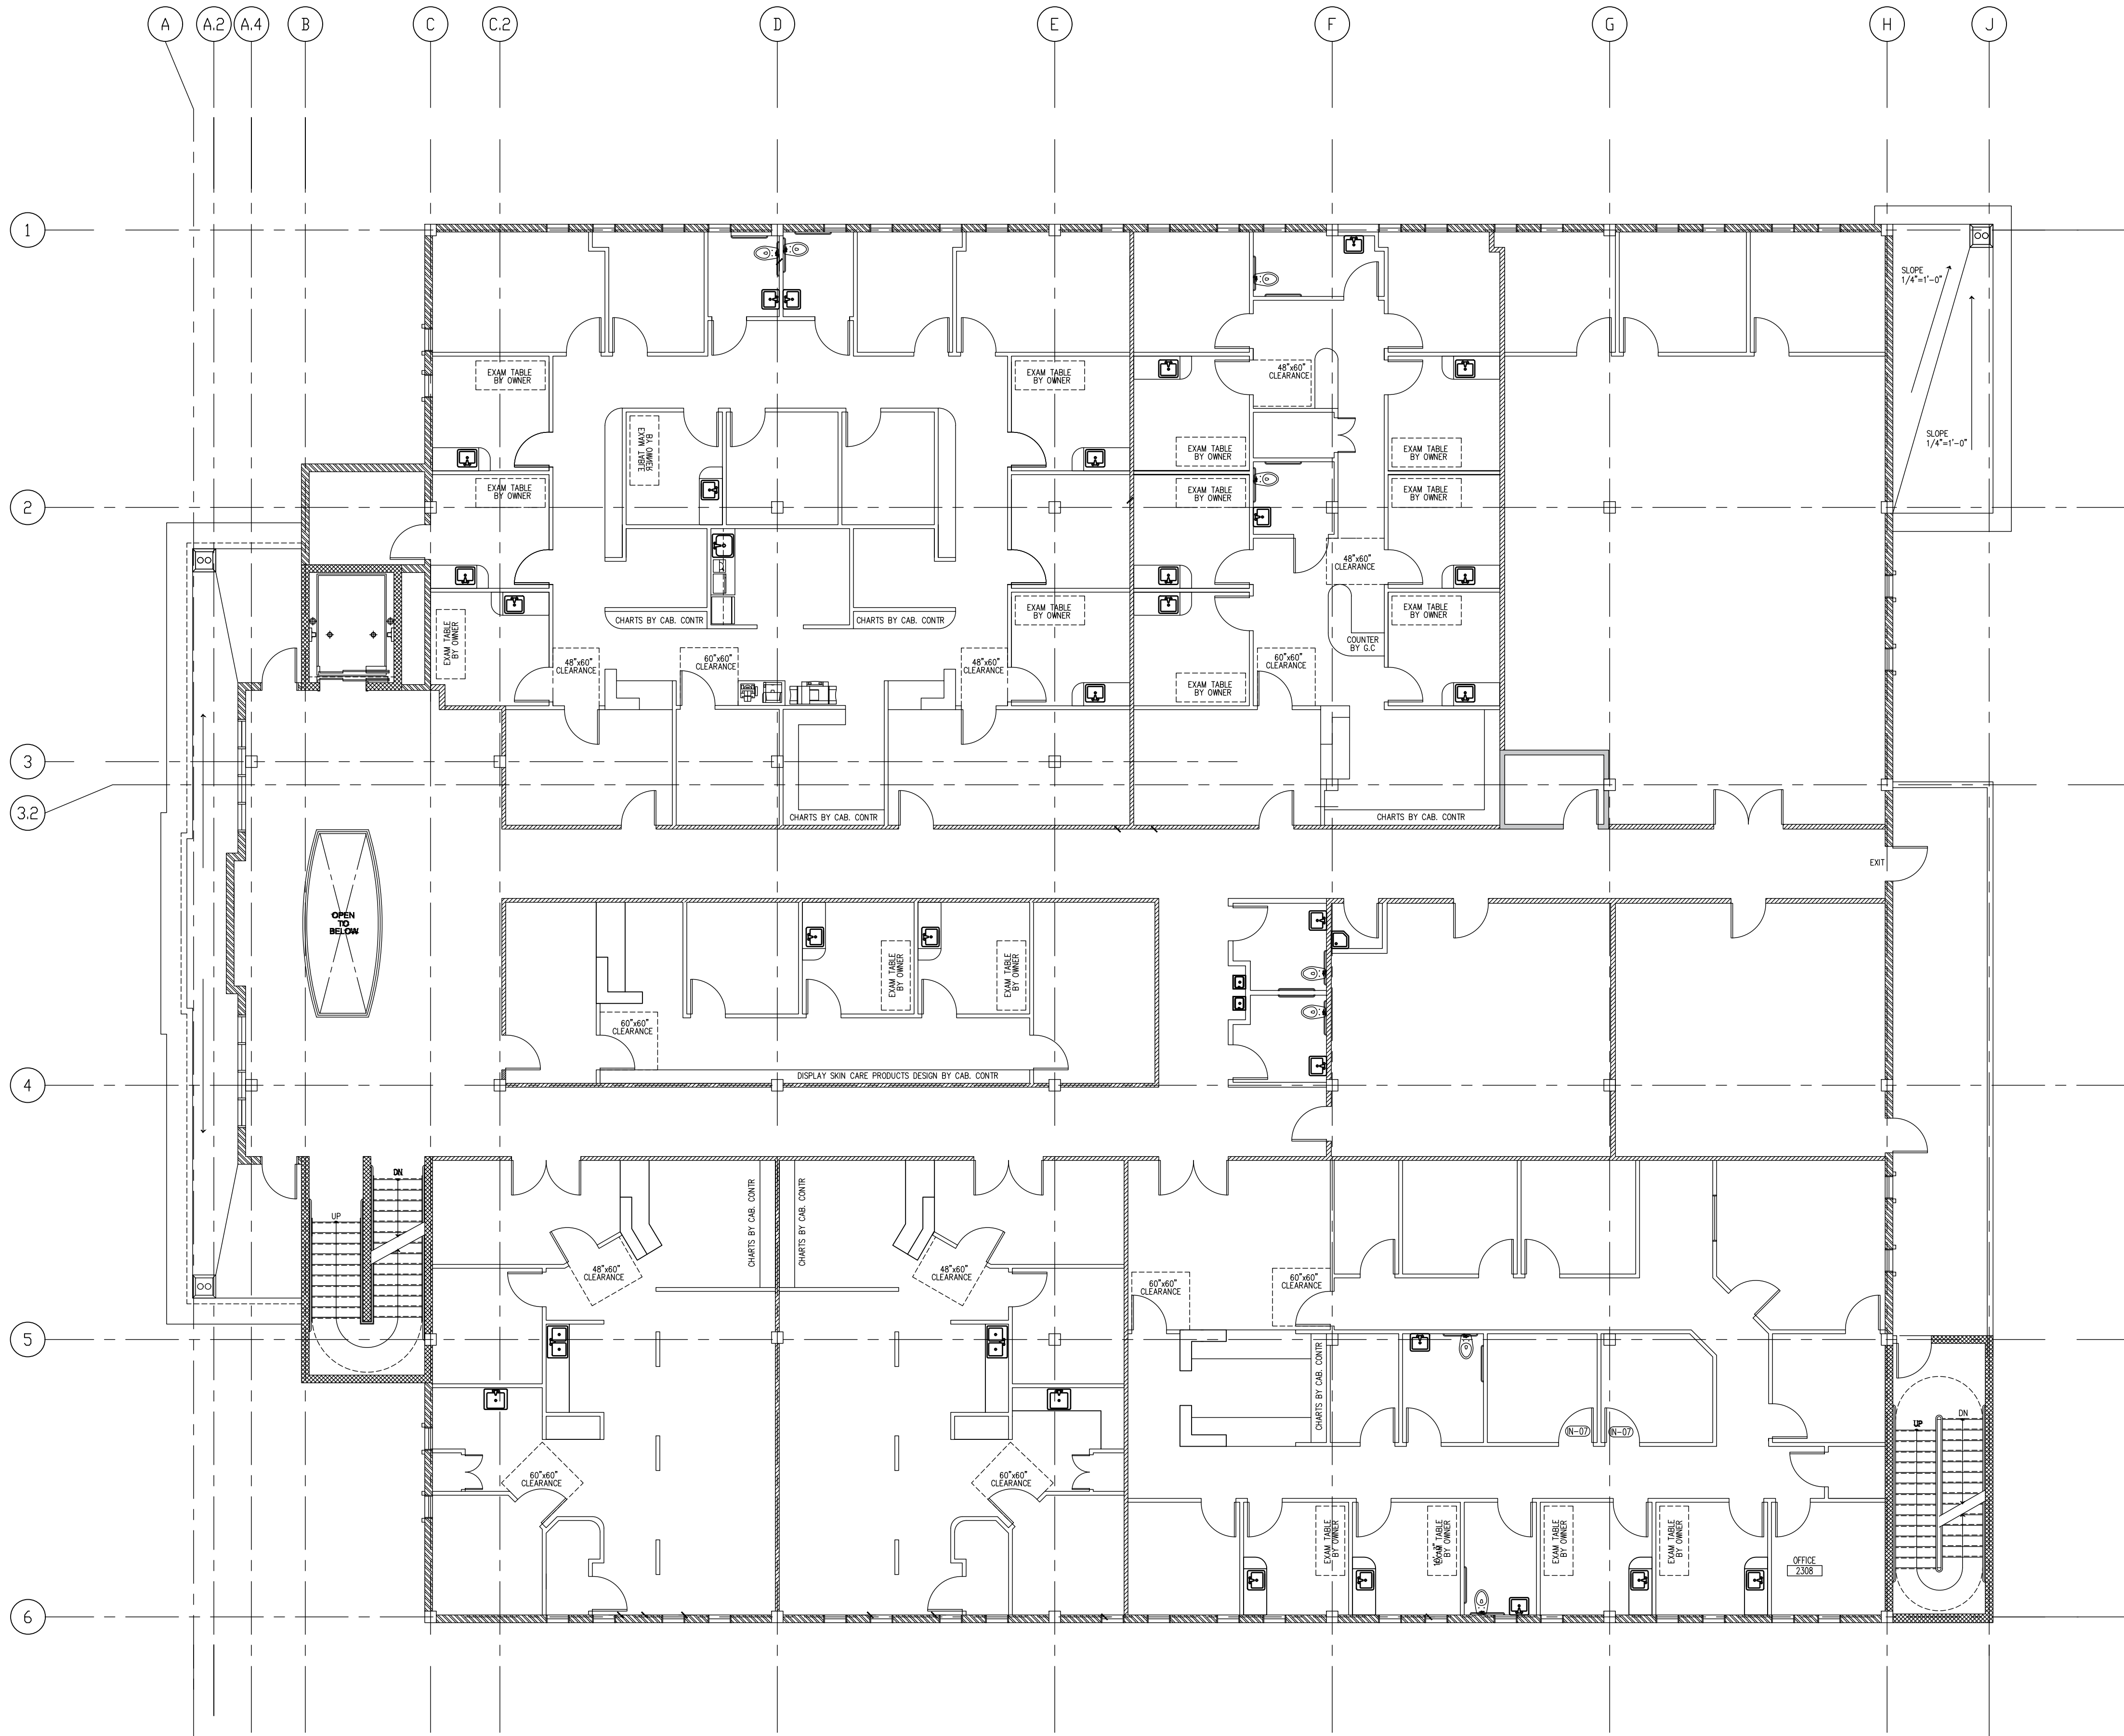 A
A.2
A.4
B
C
C.2
D
E
F
G
H
J
1
SLOPE
1/4"=1'-0"
EXAM TABLE
BY OWNER
EXAM TABLE
BY OWNER
48"x60"
CLEARANCE
EXAM TABLE
BY OWNER
SLOPE
1/4"=1'-0"
EXAM TABLE
BY OWNER
EXAM TABLE
BY OWNER
2
EXAM TABLE
BY OWNER
EXAM TABLE
BY OWNER
EXAM TABLE
BY OWNER
48"x60"
CLEARANCE
EXAM TABLE
BY OWNER
CHARTS BY CAB. CONTR
CHARTS BY CAB. CONTR
EXAM TABLE
BY OWNER
EXAM TABLE
BY OWNER
COUNTER
BY G.C
48"x60"
CLEARANCE
60"x60"
CLEARANCE
48"x60"
CLEARANCE
60"x60"
CLEARANCE
EXAM TABLE
BY OWNER
3
3.2
CHARTS BY CAB. CONTR
CHARTS BY CAB. CONTR
EXIT
OPEN
TO
BELOW
EXAM TABLE
BY OWNER
EXAM TABLE
BY OWNER
60"x60"
CLEARANCE
4
DISPLAY SKIN CARE PRODUCTS DESIGN BY CAB. CONTR
DN
UP
CHARTS BY CAB. CONTR
CHARTS BY CAB. CONTR
48"x60"
CLEARANCE
48"x60"
CLEARANCE
60"x60"
CLEARANCE
60"x60"
CLEARANCE
5
CHARTS BY CAB. CONTR
IN-07
IN-07
UP
DN
60"x60"
CLEARANCE
60"x60"
CLEARANCE
EXAM TABLE
BY OWNER
EXAM TABLE
BY OWNER
EXAM TABLE
BY OWNER
EXAM TABLE
BY OWNER
OFFICE
2308
6